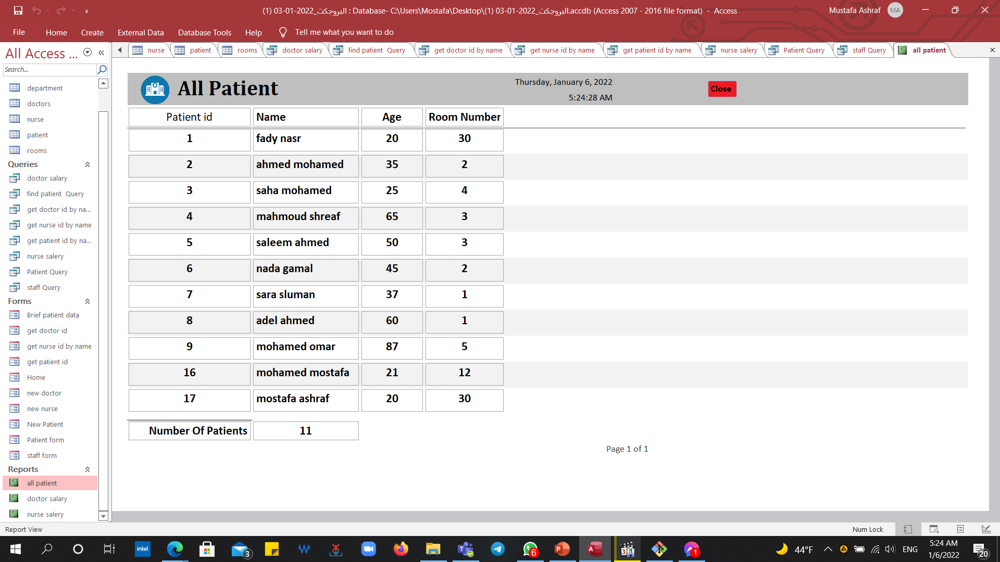 البروجكت_2022-01-03 (1) : Database- C:\Users\Mostafa\Desktop\البروجكت_2022-01-03 (1).accdb (Access 2007 - 2016 file format) - Access
Mustafa Ashraf MA
File Home Create External Data Database Tools Help Tell me what you want to do
All Access ...
nurse patient rooms doctor salary find patient Query get doctor id by name get nurse id by name get patient id by name nurse salery Patient Query staff Query all patient
Search...
department
doctors
nurse
patient
rooms
Queries
doctor salary
find patient Query
get doctor id by na...
get nurse id by name
get patient id by na...
nurse salery
Patient Query
staff Query
Forms
Brief patient data
get doctor id
get nurse id by name
get patient id
Home
new doctor
new nurse
New Patient
Patient form
staff form
Reports
all patient
doctor salary
nurse salery
All Patient
Thursday, January 6, 2022
5:24:28 AM
Close
Patient id Name Age Room Number
1 fady nasr 20 30
2 ahmed mohamed 35 2
3 saha mohamed 25 4
4 mahmoud shreaf 65 3
5 saleem ahmed 50 3
6 nada gamal 45 2
7 sara sluman 37 1
8 adel ahmed 60 1
9 mohamed omar 87 5
16 mohamed mostafa 21 12
17 mostafa ashraf 20 30
Number Of Patients 11
Page 1 of 1
Report View
Num Lock
intel 3 6 P A 1 44°F ENG
5:24 AM
1/6/2022
20